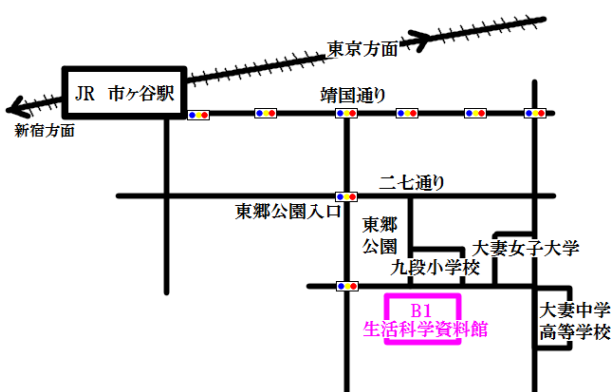 東京方面
JR 市ヶ谷駅
靖国通り
新宿方面
二七通り
東郷公園入口
東郷
公園
大妻女子大学
九段小学校
B1
生活科学資料館
大妻中学
高等学校